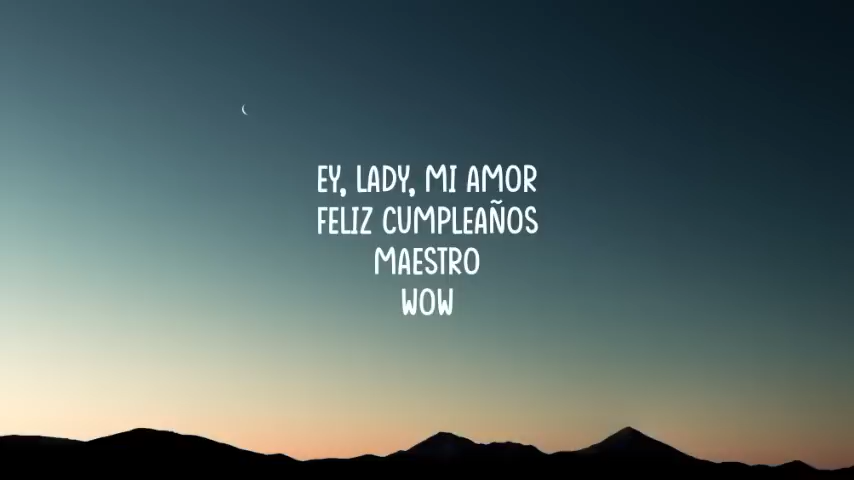 EY, LADY, MI AMOR
FELIZ CUMPLEAÑOS
MAESTRO
WOW